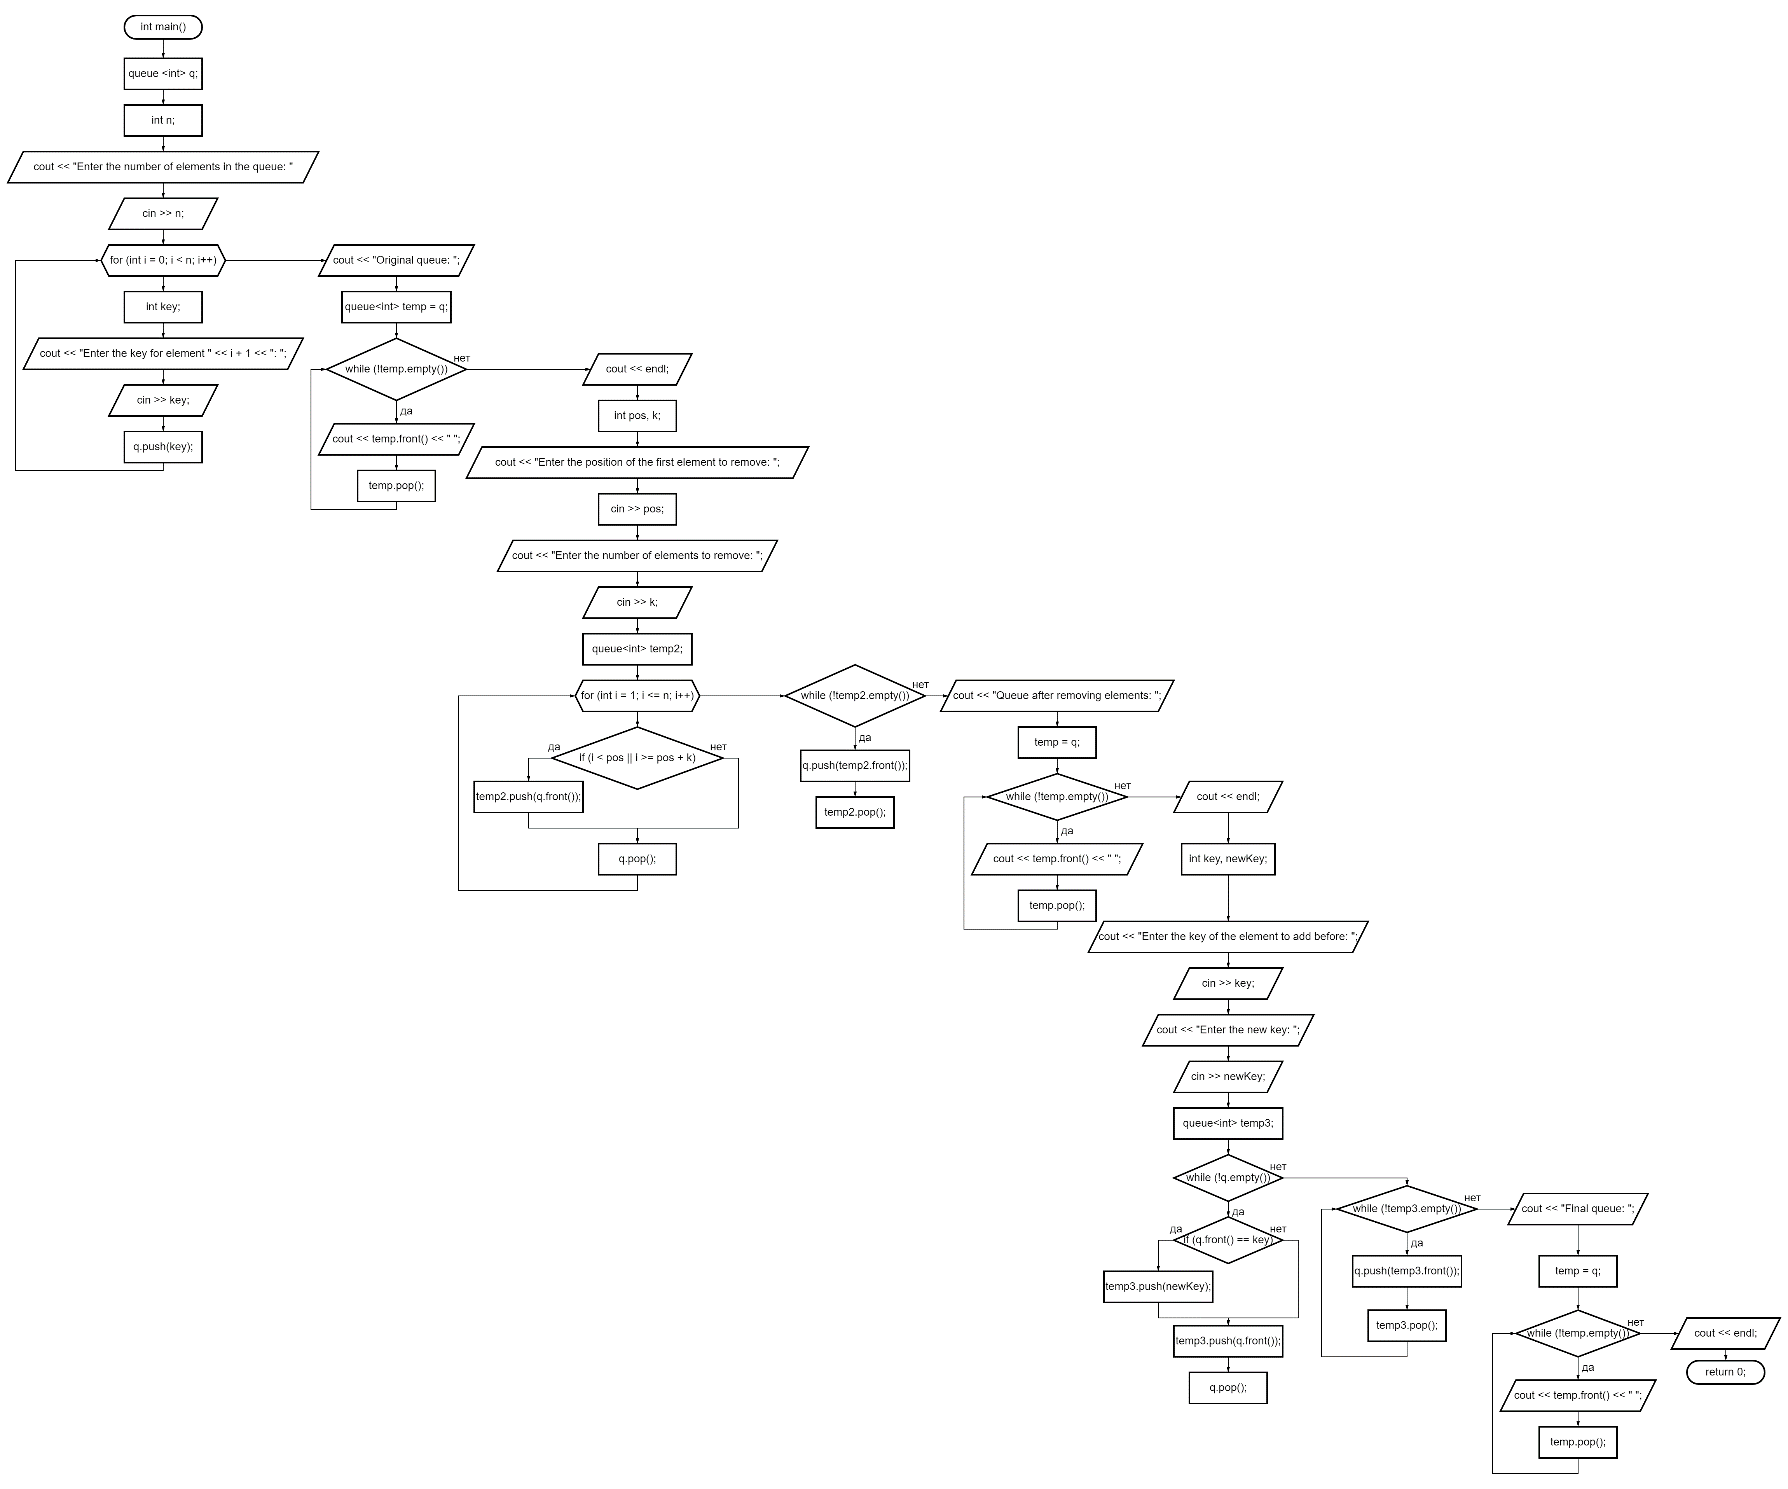 int main()
queue <int> q;
int n;
cout << "Enter the number of elements in the queue: "
cin >> n;
for (int i = 0; i < n; i++)
int key;
cout << "Enter the key for element " << i + 1 << ": ";
cin >> key;
q.push(key);
cout << "Original queue: ";
queue<int> temp = q;
while (!temp.empty())
нет
да
cout << temp.front() << " ";
temp.pop();
cout << endl;
int pos, k;
cout << "Enter the position of the first element to remove: ";
cin >> pos;
cout << "Enter the number of elements to remove: ";
cin >> k;
queue<int> temp2;
for (int i = 1; i <= n; i++)
if (i < pos || i >= pos + k)
да
нет
temp2.push(q.front());
q.pop();
while (!temp2.empty())
нет
да
q.push(temp2.front());
temp2.pop();
cout << "Queue after removing elements: ";
temp = q;
while (!temp.empty())
нет
да
cout << temp.front() << " ";
temp.pop();
cout << endl;
int key, newKey;
cout << "Enter the key of the element to add before: ";
cin >> key;
cout << "Enter the new key: ";
cin >> newKey;
queue<int> temp3;
while (!q.empty())
нет
да
if (q.front() == key)
да
нет
temp3.push(newKey);
temp3.push(q.front());
q.pop();
while (!temp3.empty())
нет
да
q.push(temp3.front());
temp3.pop();
cout << "Final queue: ";
temp = q;
while (!temp.empty())
нет
да
cout << temp.front() << " ";
temp.pop();
cout << endl;
return 0;